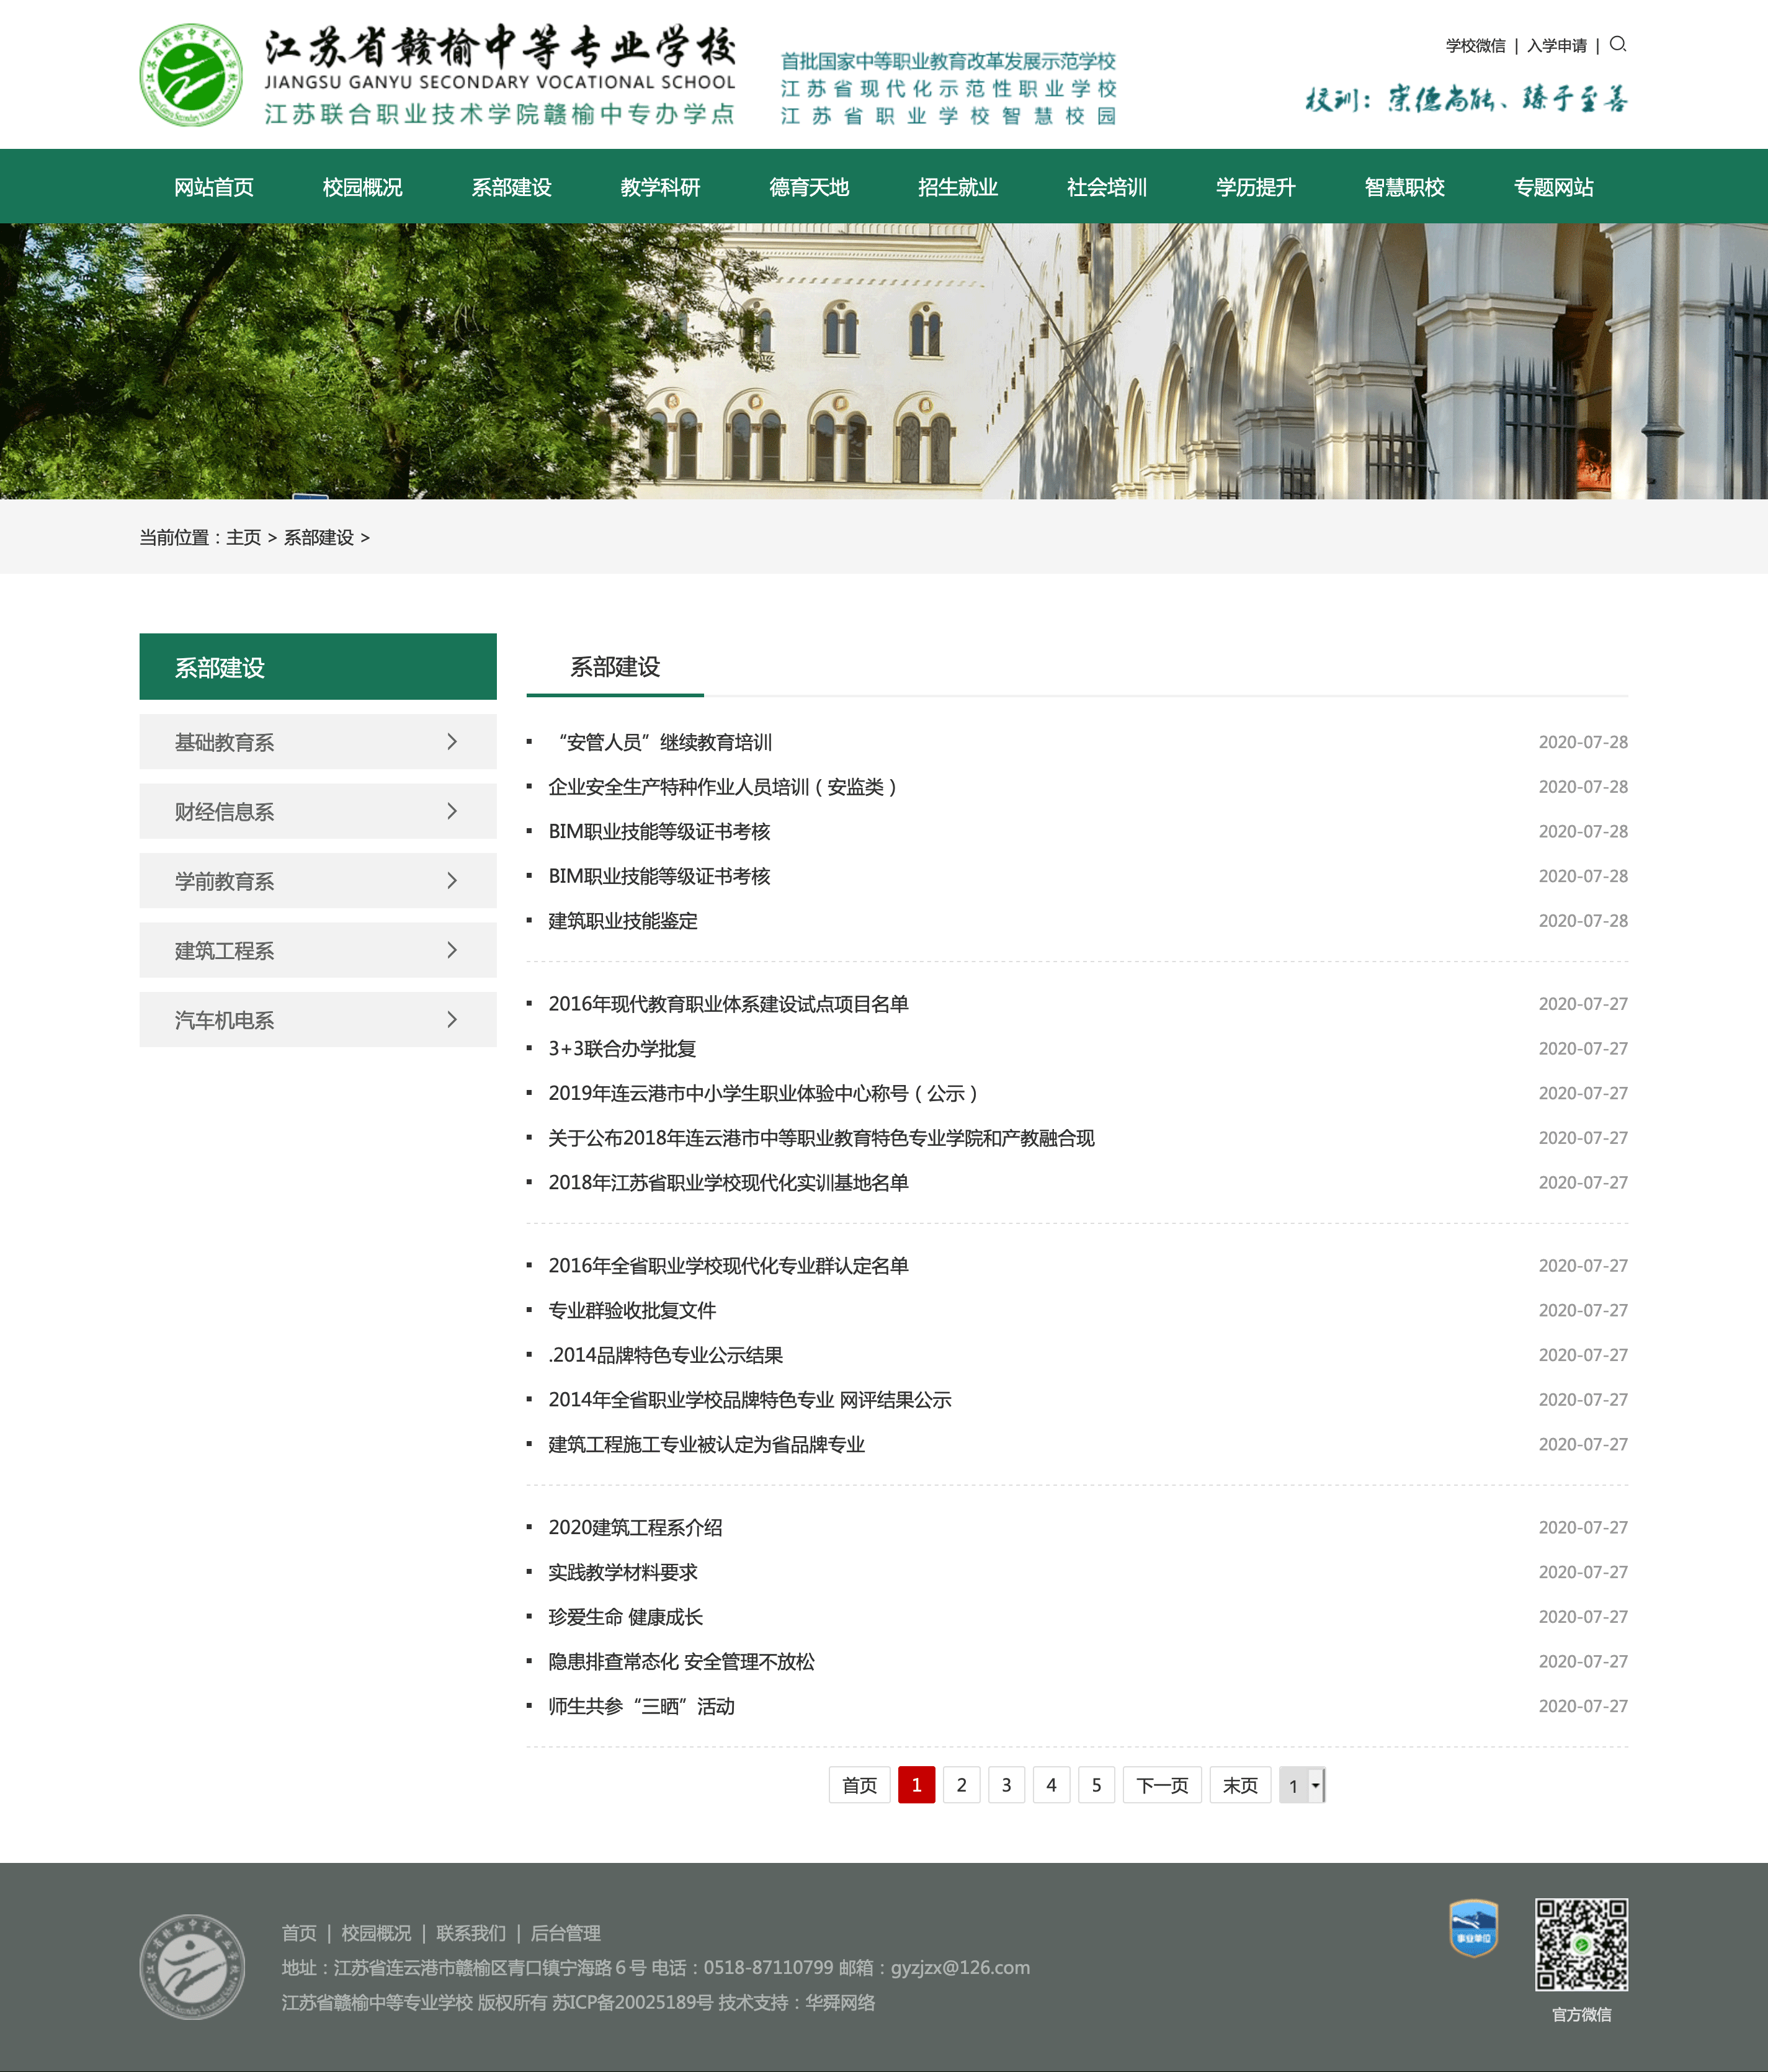 江苏省赣榆中等专业学校
JIANGSU GANYU SECONDARY VOCATIONAL SCHOOL
江苏联合职业技术学院赣榆中专办学点
首批国家中等职业教育改革发展示范学校
江苏省现代化示范性职业学校
江苏省职业学校智慧校园
学校微信 | 入学申请 |
校训：崇德尚能、臻于至善
网站首页 校园概况 系部建设 教学科研 德育天地 招生就业 社会培训 学历提升 智慧职校 专题网站
当前位置：主页 > 系部建设 >
系部建设
基础教育系
财经信息系
学前教育系
建筑工程系
汽车机电系
系部建设
“安管人员”继续教育培训 2020-07-28
企业安全生产特种作业人员培训（安监类） 2020-07-28
BIM职业技能等级证书考核 2020-07-28
BIM职业技能等级证书考核 2020-07-28
建筑职业技能鉴定 2020-07-28
2016年现代教育职业体系建设试点项目名单 2020-07-27
3+3联合办学批复 2020-07-27
2019年连云港市中小学生职业体验中心称号（公示） 2020-07-27
关于公布2018年连云港市中等职业教育特色专业学院和产教融合现 2020-07-27
2018年江苏省职业学校现代化实训基地名单 2020-07-27
2016年全省职业学校现代化专业群认定名单 2020-07-27
专业群验收批复文件 2020-07-27
.2014品牌特色专业公示结果 2020-07-27
2014年全省职业学校品牌特色专业 网评结果公示 2020-07-27
建筑工程施工专业被认定为省品牌专业 2020-07-27
2020建筑工程系介绍 2020-07-27
实践教学材料要求 2020-07-27
珍爱生命 健康成长 2020-07-27
隐患排查常态化 安全管理不放松 2020-07-27
师生共参“三晒”活动 2020-07-27
首页 1 2 3 4 5 下一页 末页 1
首页 | 校园概况 | 联系我们 | 后台管理
地址：江苏省连云港市赣榆区青口镇宁海路６号 电话：0518-87110799 邮箱：gyzjzx@126.com
江苏省赣榆中等专业学校 版权所有 苏ICP备20025189号 技术支持：华舜网络
事业单位
官方微信